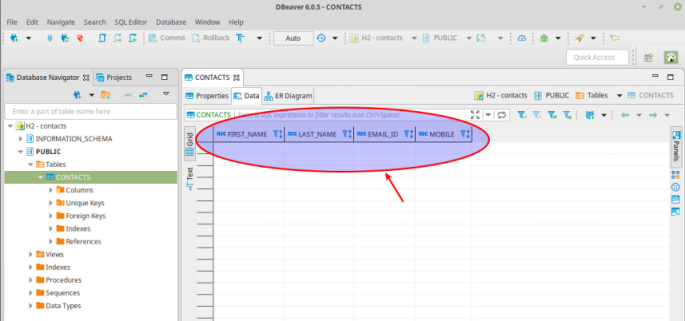 DBeaver 6.0.5 - CONTACTS
File Edit Navigate Search SQL Editor Database Window Help
Commit Rollback Auto H2 - contacts PUBLIC
Quick Access
Database Navigator Projects
CONTACTS
Properties Data ER Diagram
H2 - contacts PUBLIC Tables CONTACTS
Enter a part of table name here
CONTACTS SQL expression to filter results (use Ctrl+Space)
H2 - contacts
INFORMATION_SCHEMA
PUBLIC
Tables
CONTACTS
Columns
Unique Keys
Foreign Keys
Indexes
References
Views
Indexes
Procedures
Sequences
Data Types
Grid
Text
ABC FIRST_NAME ABC LAST_NAME ABC EMAIL_ID ABC MOBILE
Panels